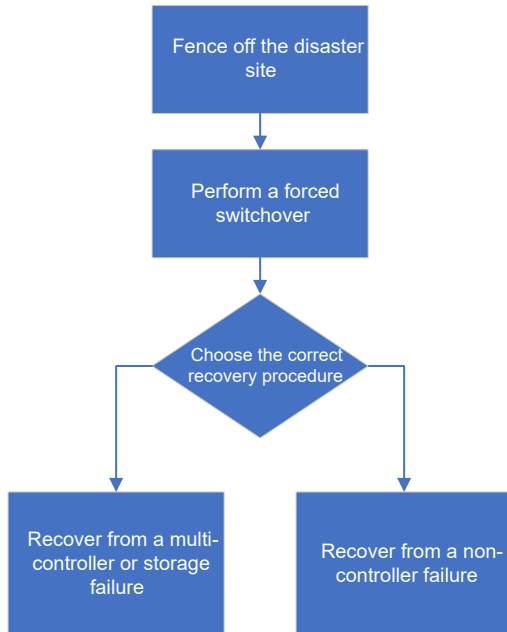 Fence off the disaster
site
Perform a forced
switchover
Choose the correct
recovery procedure
Recover from a multi-
controller or storage
failure
Recover from a non-
controller failure